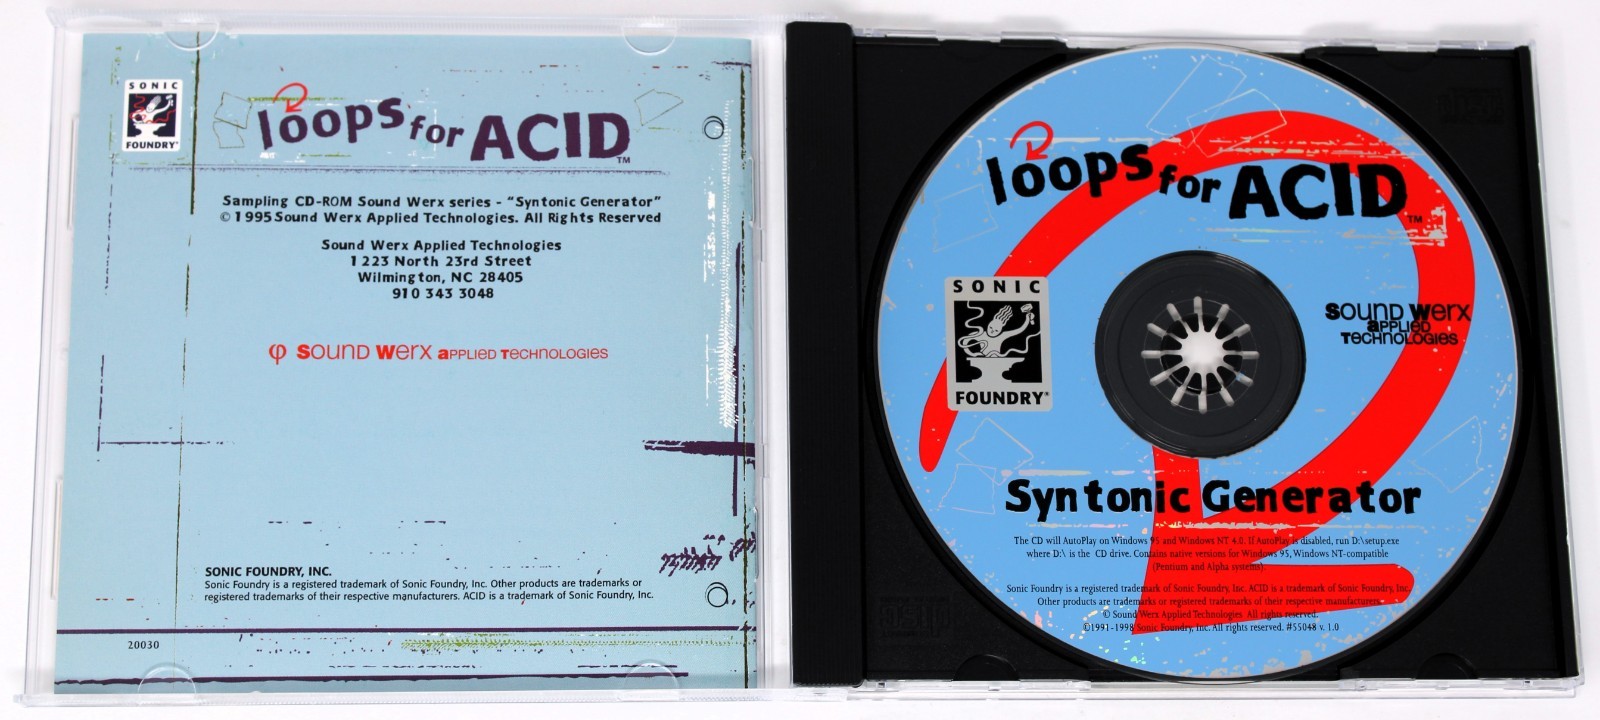 SONIC
FOUNDRY®
loops for ACID™
Sampling CD-ROM Sound Werx series - “Syntonic Generator”
© 1995 Sound Werx Applied Technologies. All Rights Reserved
Sound Werx Applied Technologies
1223 North 23rd Street
Wilmington, NC 28405
910 343 3048
φ Sound Werx Applied Technologies
SONIC FOUNDRY, INC.
Sonic Foundry is a registered trademark of Sonic Foundry, Inc. Other products are trademarks or
registered trademarks of their respective manufacturers. ACID is a trademark of Sonic Foundry, Inc.
20030
loops for ACID™
SONIC
FOUNDRY®
Sound Werx
Applied
Technologies
Syntonic Generator
The CD will AutoPlay on Windows 95 and Windows NT 4.0. If AutoPlay is disabled, run D:\setup.exe
where D:\ is the CD drive. Contains native versions for Windows 95, Windows NT-compatible
(Pentium and Alpha systems).
Sonic Foundry is a registered trademark of Sonic Foundry, Inc. ACID is a trademark of Sonic Foundry, Inc.
Other products are trademarks or registered trademarks of their respective manufacturers.
© Sound Werx Applied Technologies. All rights reserved.
©1991-1998 Sonic Foundry, Inc. All rights reserved. #55048 v. 1.0